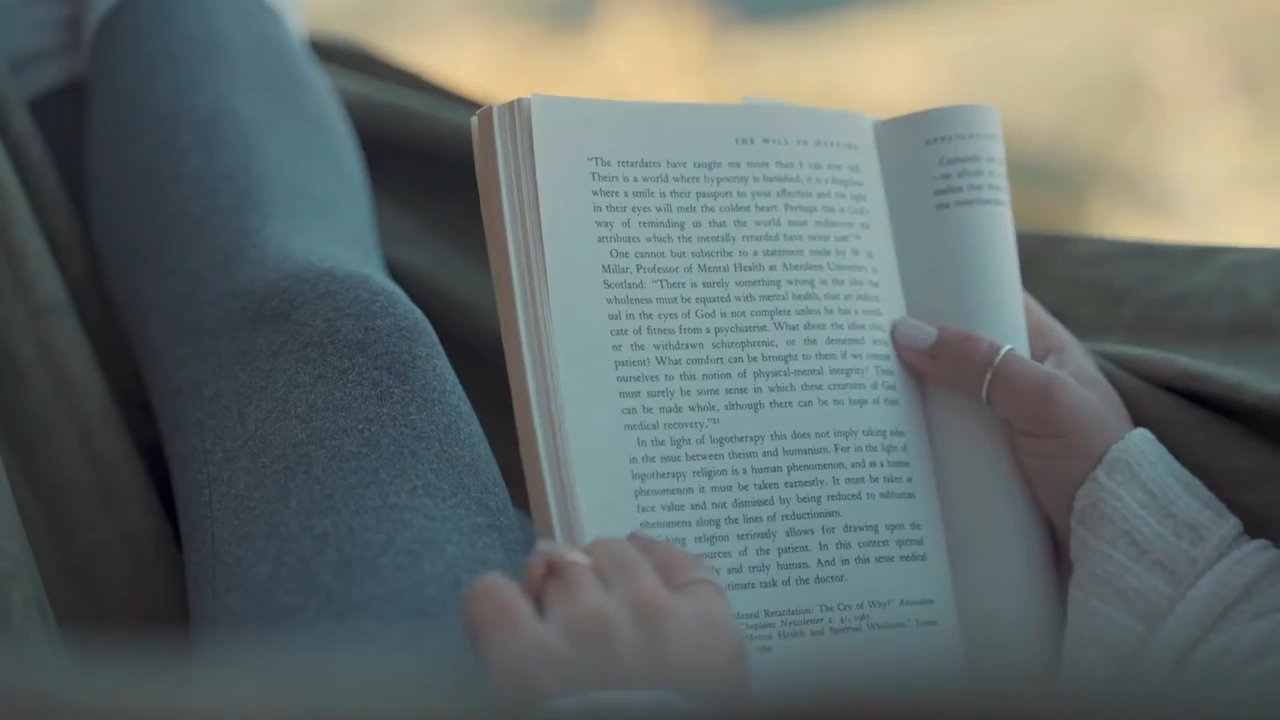 THE WILL TO MEANING
"The retardates have taught me more than I can ever
Theirs is a world where hypocrisy is banished; it is a kingdom
where a smile is their passport to your affection and the light
in their eyes will melt the coldest heart. Perhaps this is God's
way of reminding us that the world must rediscover the
attributes which the mentally retarded have never
One cannot but subscribe to a statement made by W. M.
Millar, Professor of Mental Health at Aberdeen University in
Scotland: "There is surely something wrong in the idea that
wholeness must be equated with mental health, that an individ-
ual in the eyes of God is not complete unless he has a certifi-
cate of fitness from a psychiatrist. What about the idiot child,
or the withdrawn schizophrenic, or the demented senile
patient? What comfort can be brought to them if we commit
ourselves to this notion of physical-mental integrity? There
must surely be some sense in which these creatures of God
can be made whole, although there can be no hope of their
medical recovery."21
In the light of logotherapy this does not imply taking sides
in the issue between theism and humanism. For in the light of
logotherapy religion is a human phenomenon, and as a human
phenomenon it must be taken earnestly. It must be taken at
face value and not dismissed by being reduced to subhuman
phenomena along the lines of reductionism.
king religion seriously allows for drawing upon the
ources of the patient. In this context spiritual
y and truly human. And in this sense medical
timate task of the doctor.
Mental Retardation: The Cry of Why?"
Chaplains Newsletter 2: 41,
Mental Health and Spiritual Wholeness,"